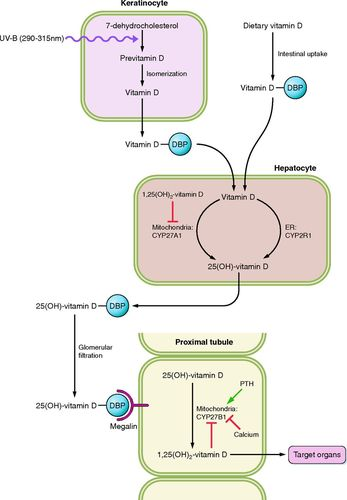 Keratinocyte
UV-B (290-315nm)
7-dehydrocholesterol
Previtamin D
Isomerization
Vitamin D
Dietary vitamin D
Intestinal uptake
Vitamin D
DBP
Vitamin D
DBP
Hepatocyte
1,25(OH)₂-vitamin D
Vitamin D
Mitochondria:
CYP27A1
ER:
CYP2R1
25(OH)-vitamin D
25(OH)-vitamin D
DBP
Glomerular
filtration
25(OH)-vitamin D
DBP
Megalin
Proximal tubule
25(OH)-vitamin D
PTH
Mitochondria:
CYP27B1
Calcium
1,25(OH)₂-vitamin D
Target organs